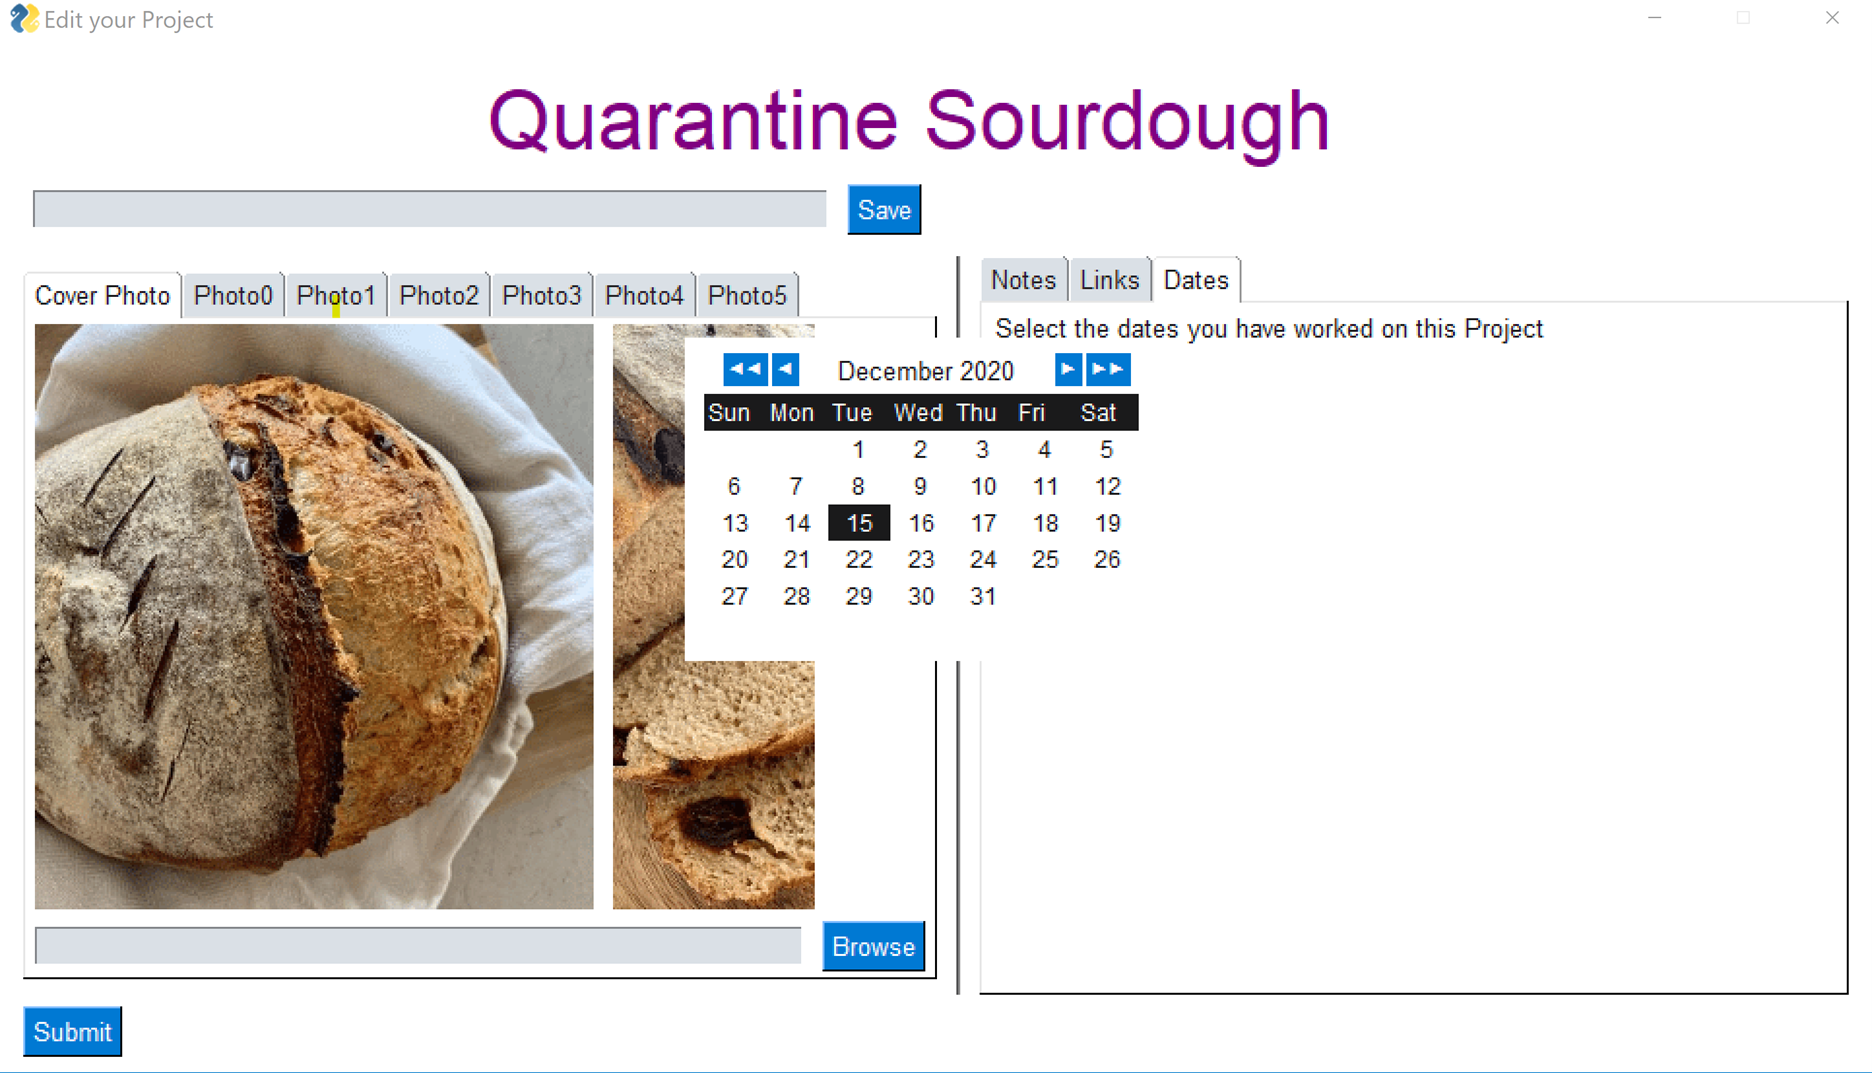 Edit your Project
Quarantine Sourdough
Save
Cover Photo Photo0 Photo1 Photo2 Photo3 Photo4 Photo5
Notes Links Dates
Select the dates you have worked on this Project
December 2020
Sun Mon Tue Wed Thu Fri Sat
1 2 3 4 5
6 7 8 9 10 11 12
13 14 15 16 17 18 19
20 21 22 23 24 25 26
27 28 29 30 31
Browse
Submit